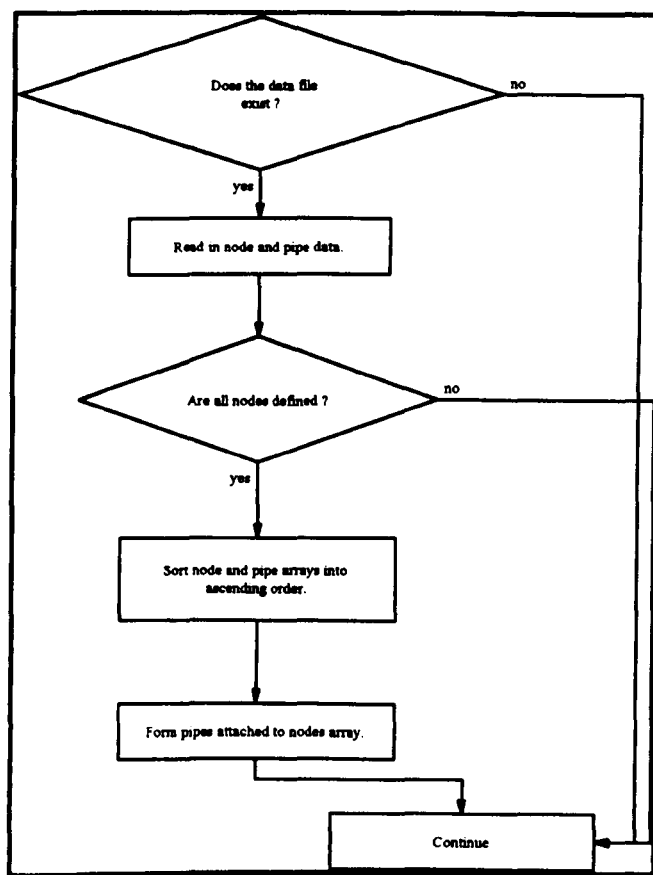 Does the data file
exist ?
no
yes
Read in node and pipe data.
Are all nodes defined ?
no
yes
Sort node and pipe arrays into
ascending order.
Form pipes attached to nodes array.
Continue